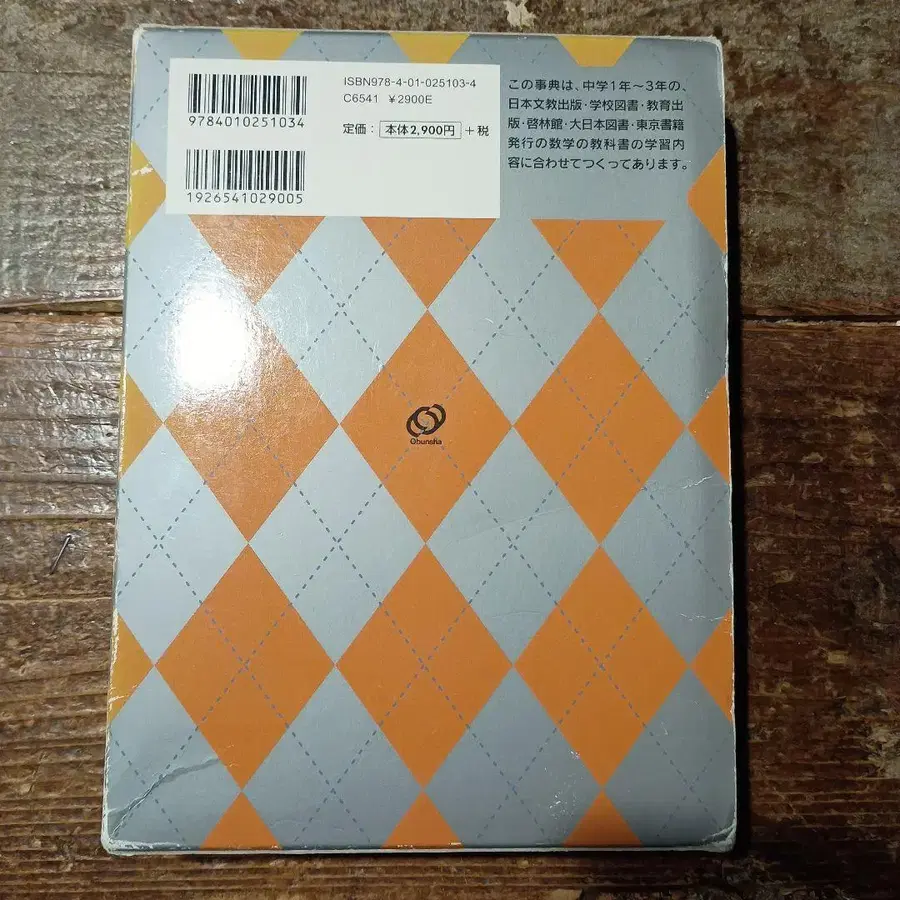 ISBN978-4-01-025103-4
C6541 ¥2900E
9784010251034
定価： 本体2,900円 +税
1926541029005
この事典は、中学1年～3年の、
日本文教出版・学校図書・教育出
版・啓林館・大日本図書・東京書籍
発行の数学の教科書の学習内
容に合わせてつくってあります。
Obunsha